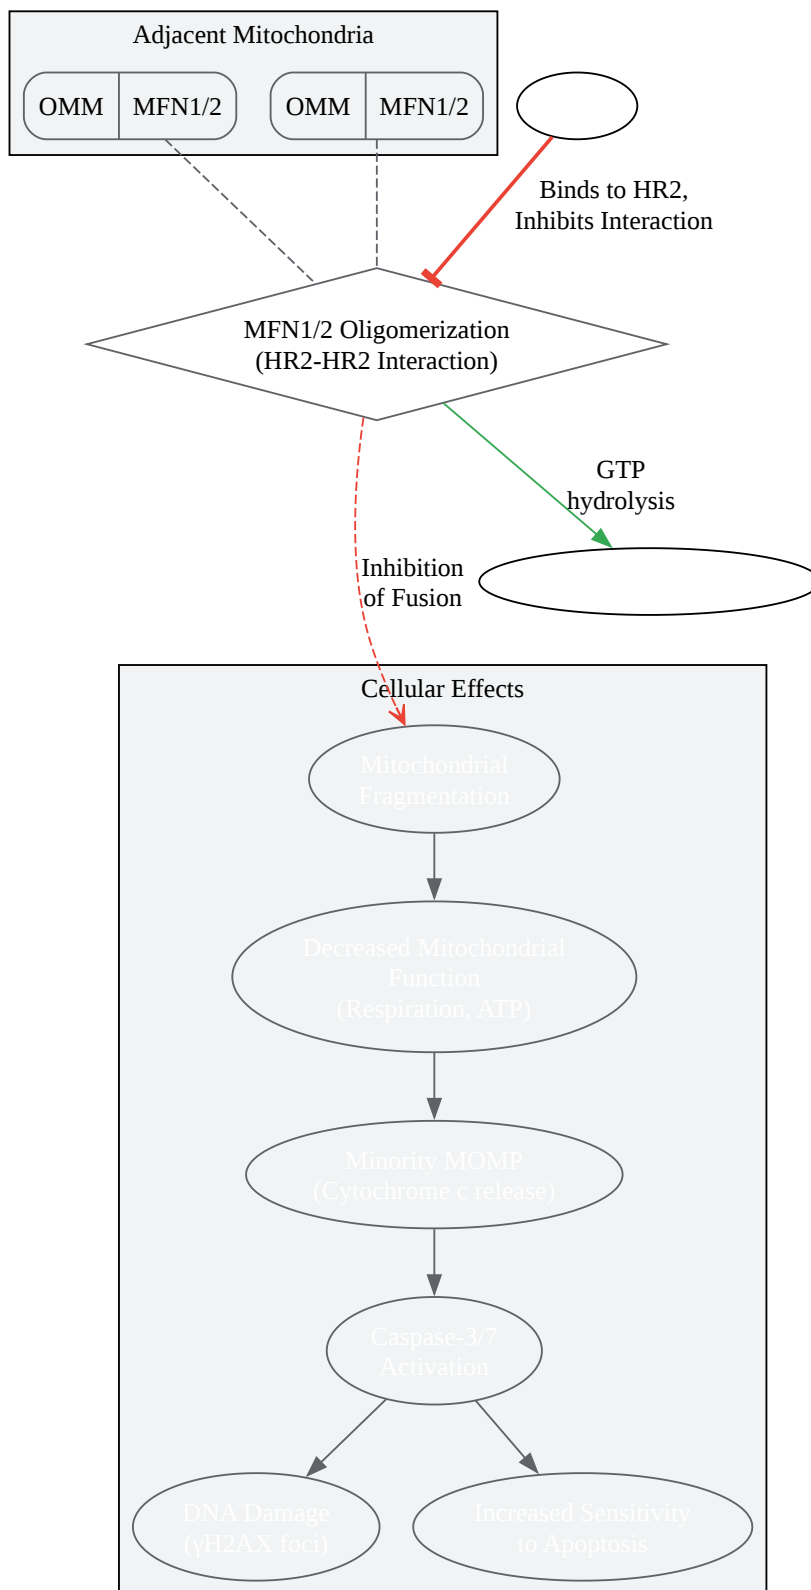 Adjacent Mitochondria
OMM
MFN1/2
OMM
MFN1/2
Binds to HR2,
Inhibits Interaction
MFN1/2 Oligomerization
(HR2-HR2 Interaction)
GTP
hydrolysis
Inhibition
of Fusion
Cellular Effects
Mitochondrial
Fragmentation
Decreased Mitochondrial
Function
(Respiration, ATP)
Minority MOMP
(Cytochrome c release)
Caspase-3/7
Activation
DNA Damage
(γH2AX foci)
Increased Sensitivity
to Apoptosis